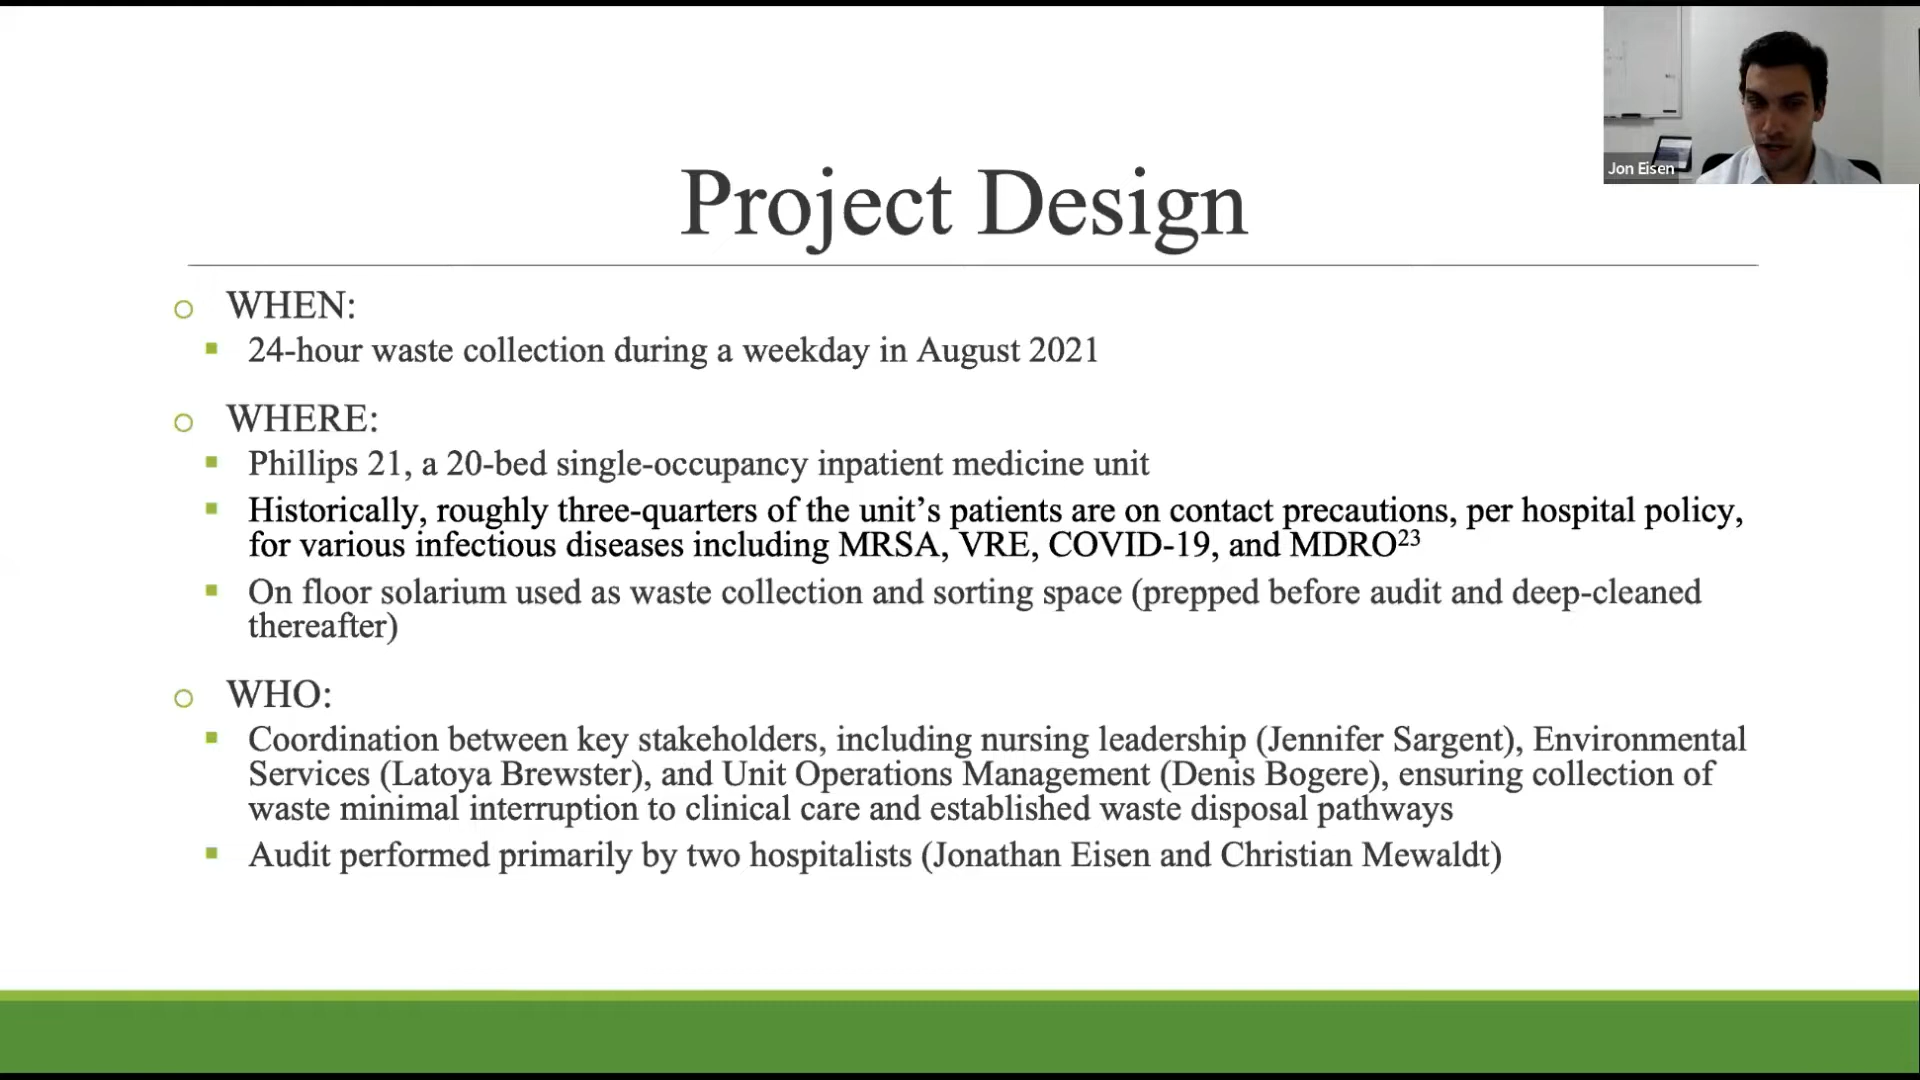 Jon Eisen
Project Design
WHEN:
24-hour waste collection during a weekday in August 2021
WHERE:
Phillips 21, a 20-bed single-occupancy inpatient medicine unit
Historically, roughly three-quarters of the unit’s patients are on contact precautions, per hospital policy,
for various infectious diseases including MRSA, VRE, COVID-19, and MDRO²³
On floor solarium used as waste collection and sorting space (prepped before audit and deep-cleaned
thereafter)
WHO:
Coordination between key stakeholders, including nursing leadership (Jennifer Sargent), Environmental
Services (Latoya Brewster), and Unit Operations Management (Denis Bogere), ensuring collection of
waste minimal interruption to clinical care and established waste disposal pathways
Audit performed primarily by two hospitalists (Jonathan Eisen and Christian Mewaldt)